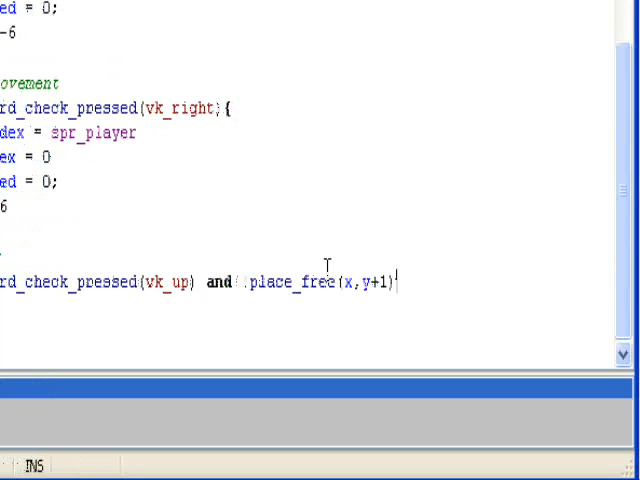 ed = 0;
-6
ovement
rd_check_pressed(vk_right){
dex = spr_player
ex = 0
ed = 0;
6
rd_check_pressed(vk_up) and !place_free(x,y+1)
INS